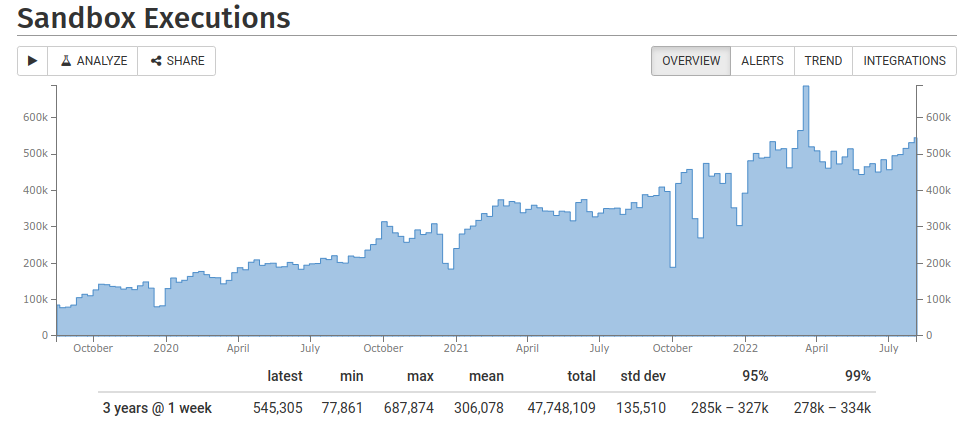 Sandbox Executions
ANALYZE SHARE OVERVIEW ALERTS TREND INTEGRATIONS
600k 600k
500k 500k
400k 400k
300k 300k
200k 200k
100k 100k
0 0
October 2020 April July October 2021 April July October 2022 April July
latest min max mean total std dev 95% 99%
3 years @ 1 week 545,305 77,861 687,874 306,078 47,748,109 135,510 285k – 327k 278k – 334k